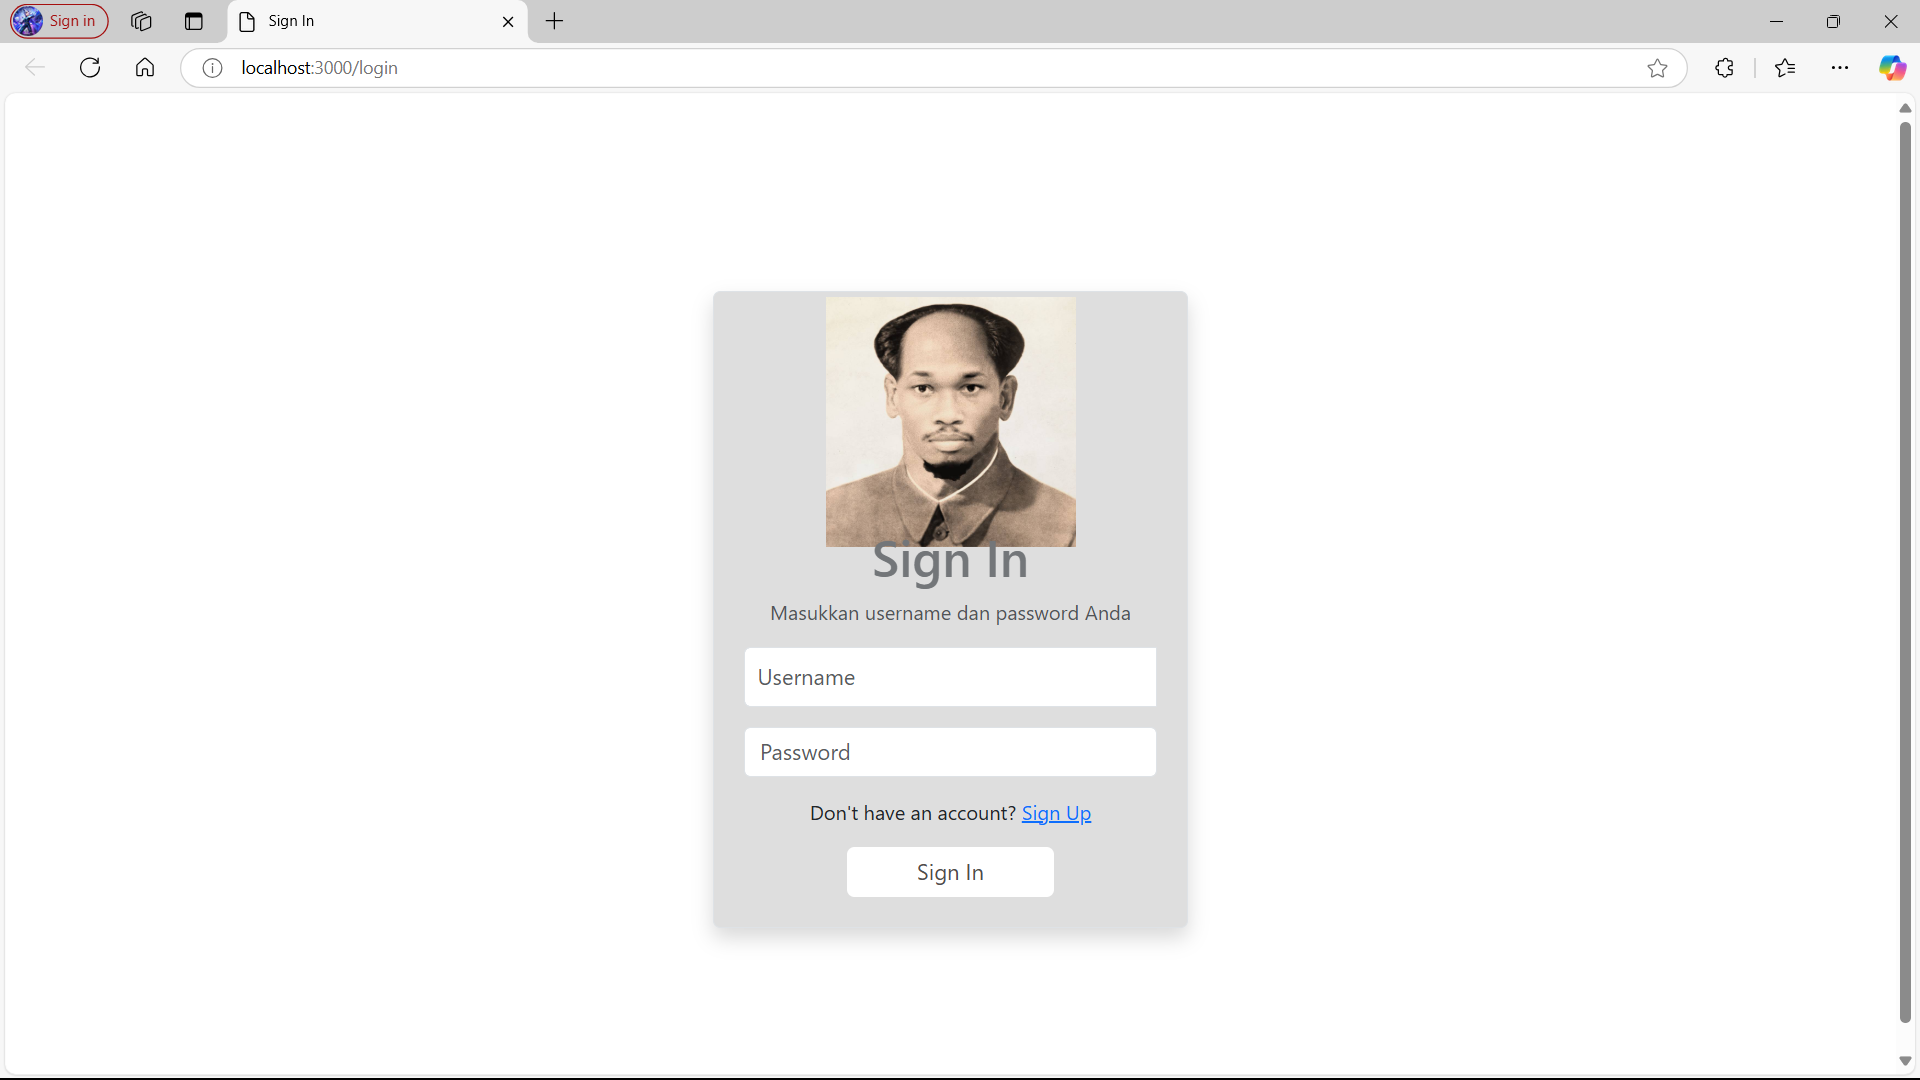 Sign in
Sign In
localhost:3000/login
Sign In
Masukkan username dan password Anda
Username
Password
Don't have an account? Sign Up
Sign In